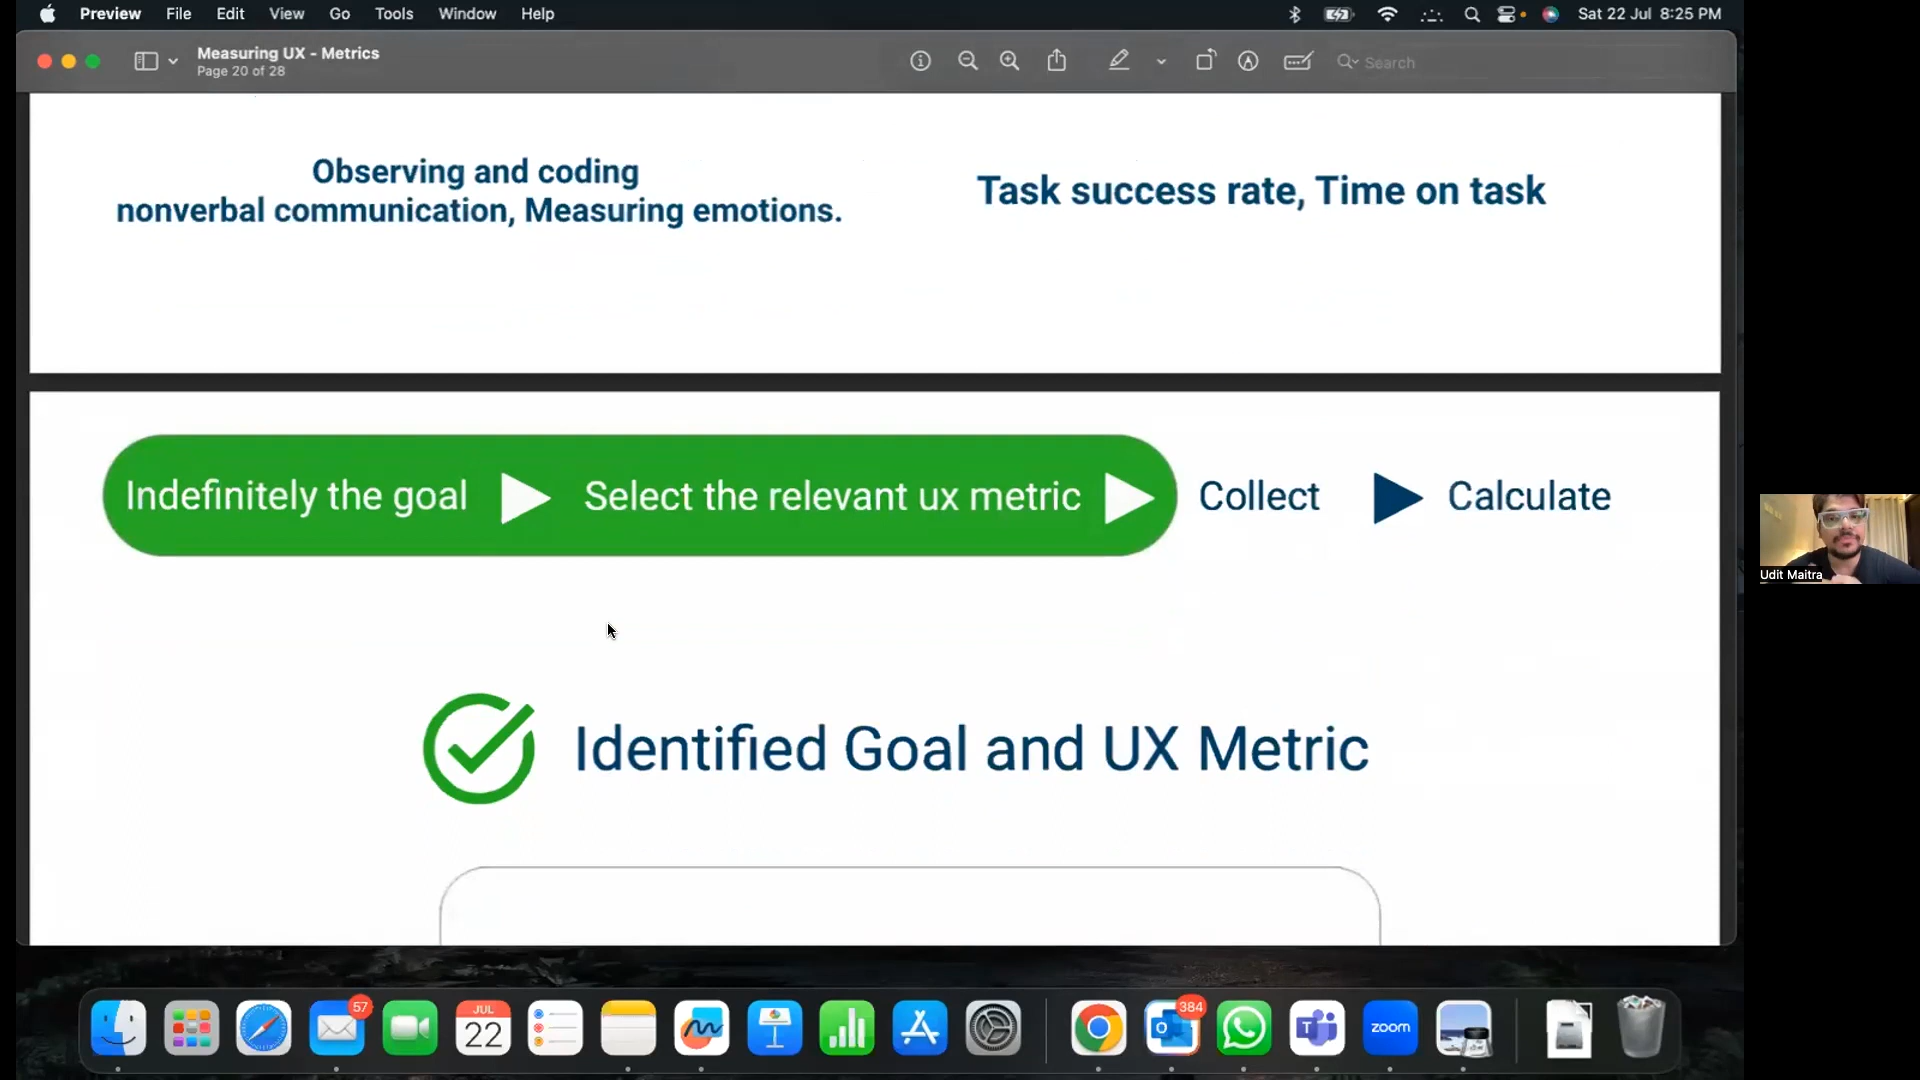 Preview File Edit View Go Tools Window Help Sat 22 Jul 8:25 PM
Measuring UX - Metrics
Page 20 of 28
Search
Observing and coding
nonverbal communication, Measuring emotions.
Task success rate, Time on task
Indefinitely the goal Select the relevant ux metric Collect Calculate
Identified Goal and UX Metric
Udit Maitra
57
JUL
22
384
zoom